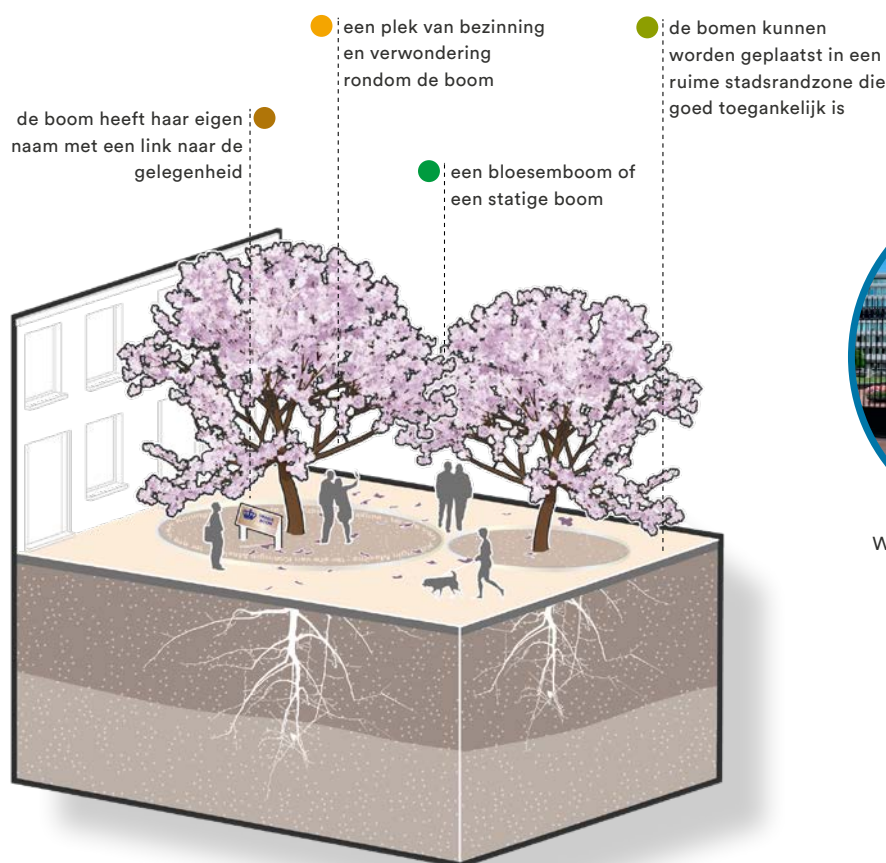 een plek van bezinning
en verwondering
rondom de boom
de bomen kunnen
worden geplaatst in een
ruime stadsrandzone die
goed toegankelijk is
de boom heeft haar eigen
naam met een link naar de
gelegenheid
een bloesemboom of
een statige boom
W